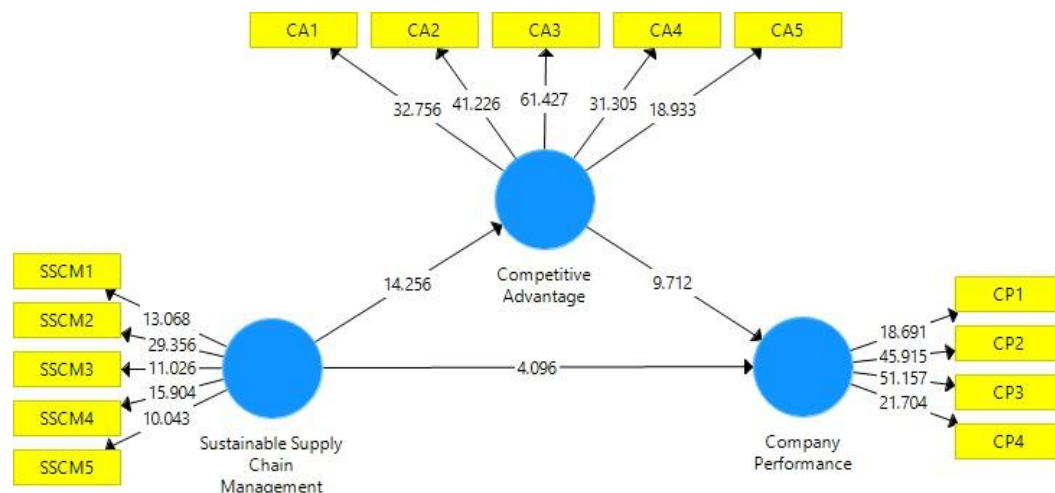 CA1
CA2
CA3
CA4
CA5
32.756
41.226
61.427
31.305
18.933
Competitive
Advantage
14.256
9.712
SSCM1
SSCM2
SSCM3
SSCM4
SSCM5
13.068
29.356
11.026
15.904
10.043
Sustainable Supply
Chain
Management
4.096
Company
Performance
18.691
45.915
51.157
21.704
CP1
CP2
CP3
CP4